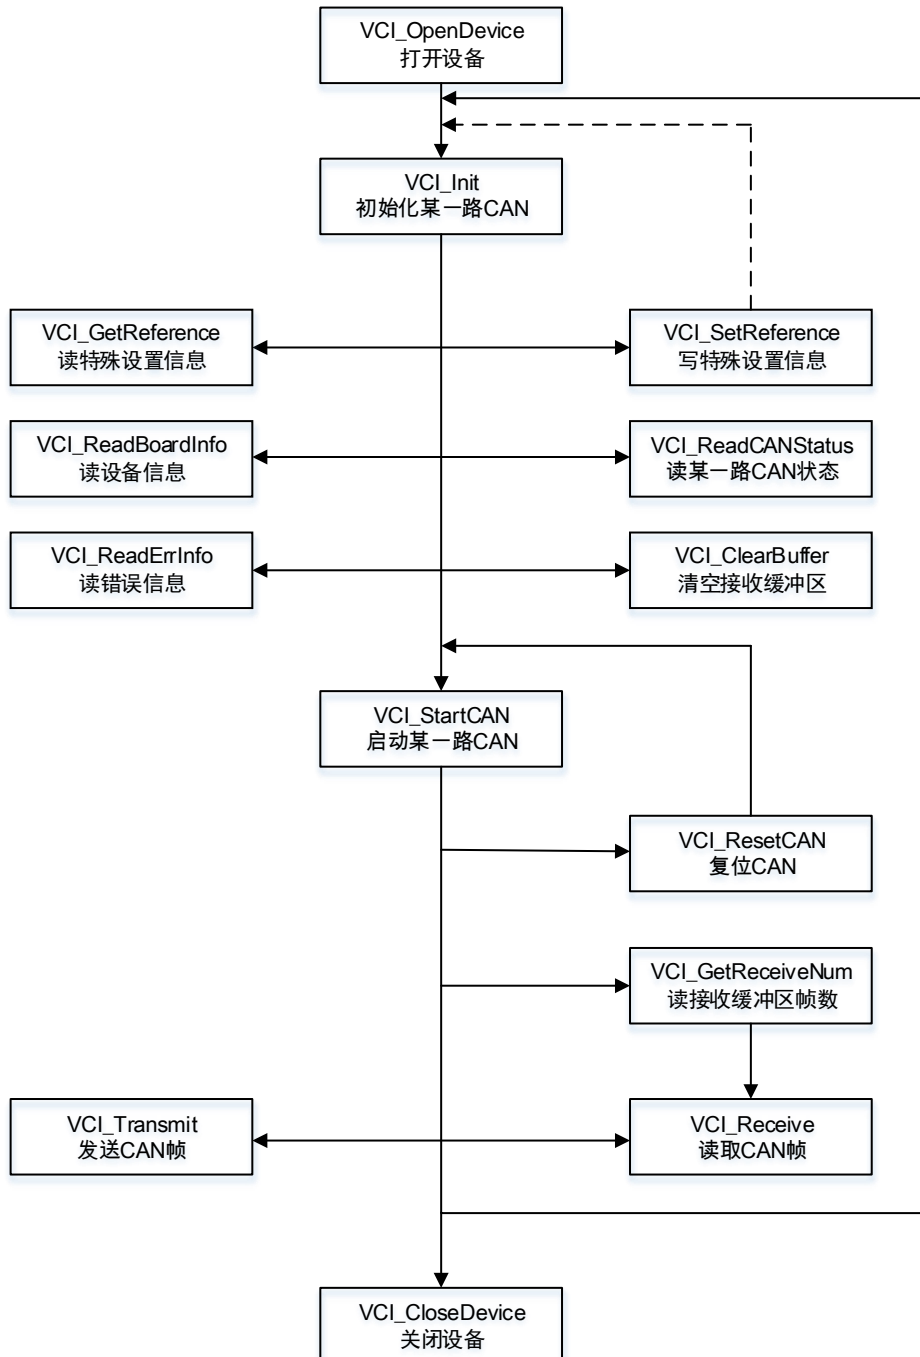 VCI_OpenDevice
打开设备
VCI_Init
初始化某一路CAN
VCI_GetReference
读特殊设置信息
VCI_SetReference
写特殊设置信息
VCI_ReadBoardInfo
读设备信息
VCI_ReadCANStatus
读某一路CAN状态
VCI_ReadErrInfo
读错误信息
VCI_ClearBuffer
清空接收缓冲区
VCI_StartCAN
启动某一路CAN
VCI_ResetCAN
复位CAN
VCI_GetReceiveNum
读接收缓冲区帧数
VCI_Transmit
发送CAN帧
VCI_Receive
读取CAN帧
VCI_CloseDevice
关闭设备